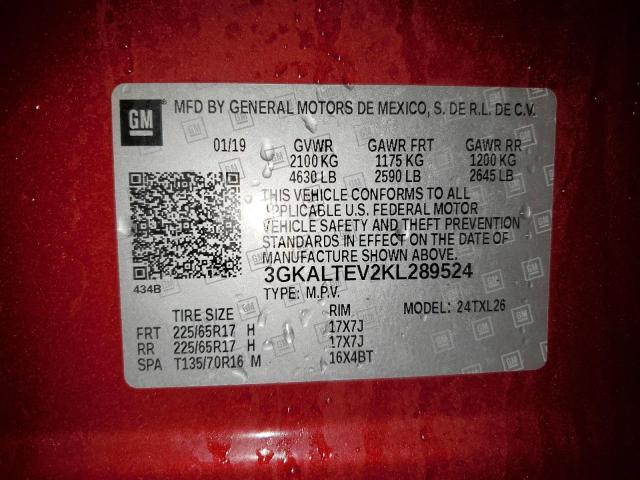 GM MFD BY GENERAL MOTORS DE MEXICO, S. DE R.L. DE C.V.
01/19 GVWR GAWR FRT GAWR RR
2100 KG 1175 KG 1200 KG
4630 LB 2590 LB 2645 LB
THIS VEHICLE CONFORMS TO ALL
APPLICABLE U.S. FEDERAL MOTOR
VEHICLE SAFETY AND THEFT PREVENTION
STANDARDS IN EFFECT ON THE DATE OF
MANUFACTURE SHOWN ABOVE.
434B
3GKALTEV2KL289524
TYPE: M.P.V. MODEL: 24TXL26
TIRE SIZE RIM
FRT 225/65R17 H 17X7J
RR 225/65R17 H 17X7J
SPA T135/70R16 M 16X4BT